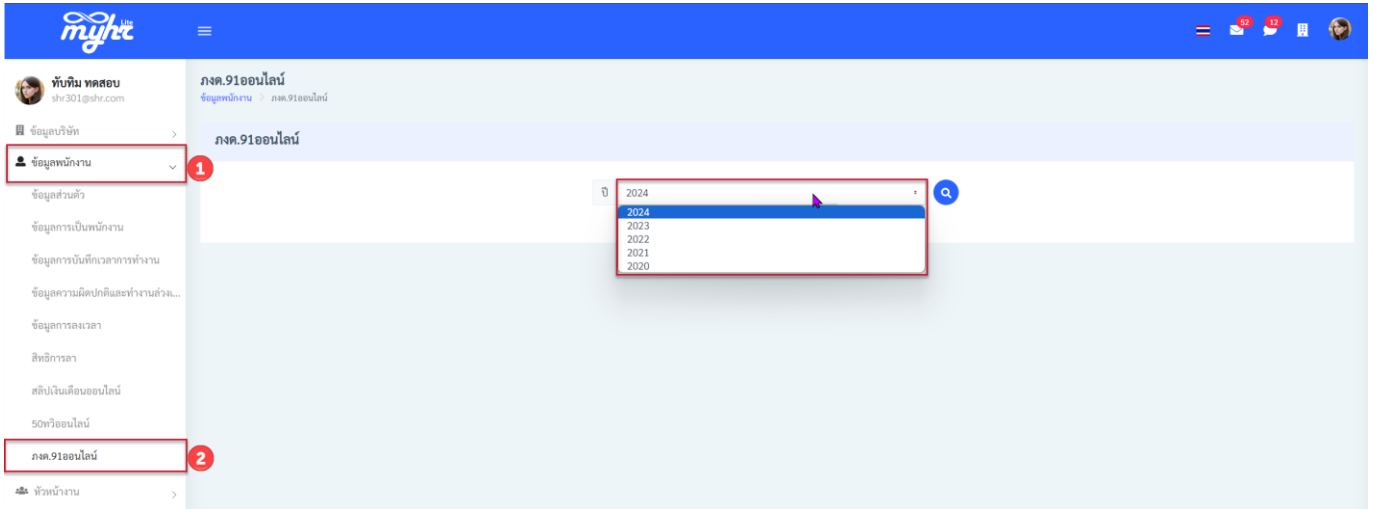 myhr Lite
52
12
ทับทิม ทดสอบ
shr301@shr.com
ข้อมูลบริษัท
ข้อมูลพนักงาน
1
ข้อมูลส่วนตัว
ข้อมูลการเป็นพนักงาน
ข้อมูลการบันทึกเวลาการทำงาน
ข้อมูลความผิดปกติและทำงานล่วงเ...
ข้อมูลการลงเวลา
สิทธิการลา
สลิปเงินเดือนออนไลน์
50ทวิออนไลน์
ภงด.91ออนไลน์
2
หัวหน้างาน
ภงด.91ออนไลน์
ข้อมูลพนักงาน > ภงด.91ออนไลน์
ภงด.91ออนไลน์
ปี 2024
2024
2023
2022
2021
2020